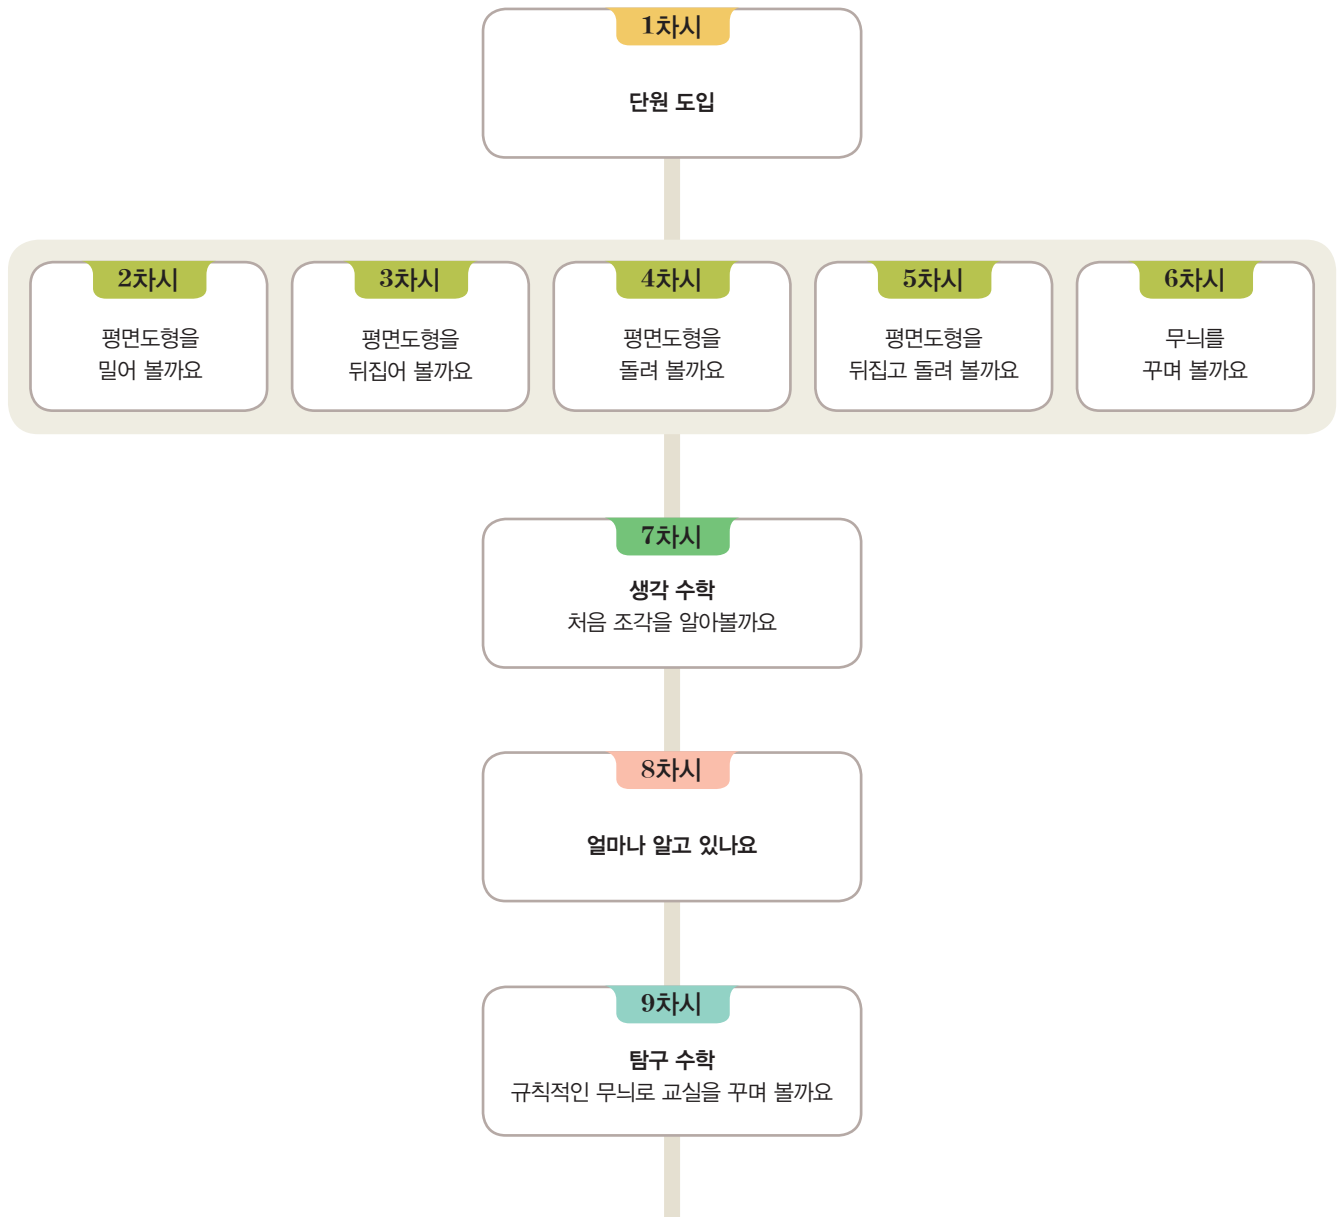 1차시
단원 도입
2차시
평면도형을
밀어 볼까요
3차시
평면도형을
뒤집어 볼까요
4차시
평면도형을
돌려 볼까요
5차시
평면도형을
뒤집고 돌려 볼까요
6차시
무늬를
꾸며 볼까요
7차시
생각 수학
처음 조각을 알아볼까요
8차시
얼마나 알고 있나요
9차시
탐구 수학
규칙적인 무늬로 교실을 꾸며 볼까요